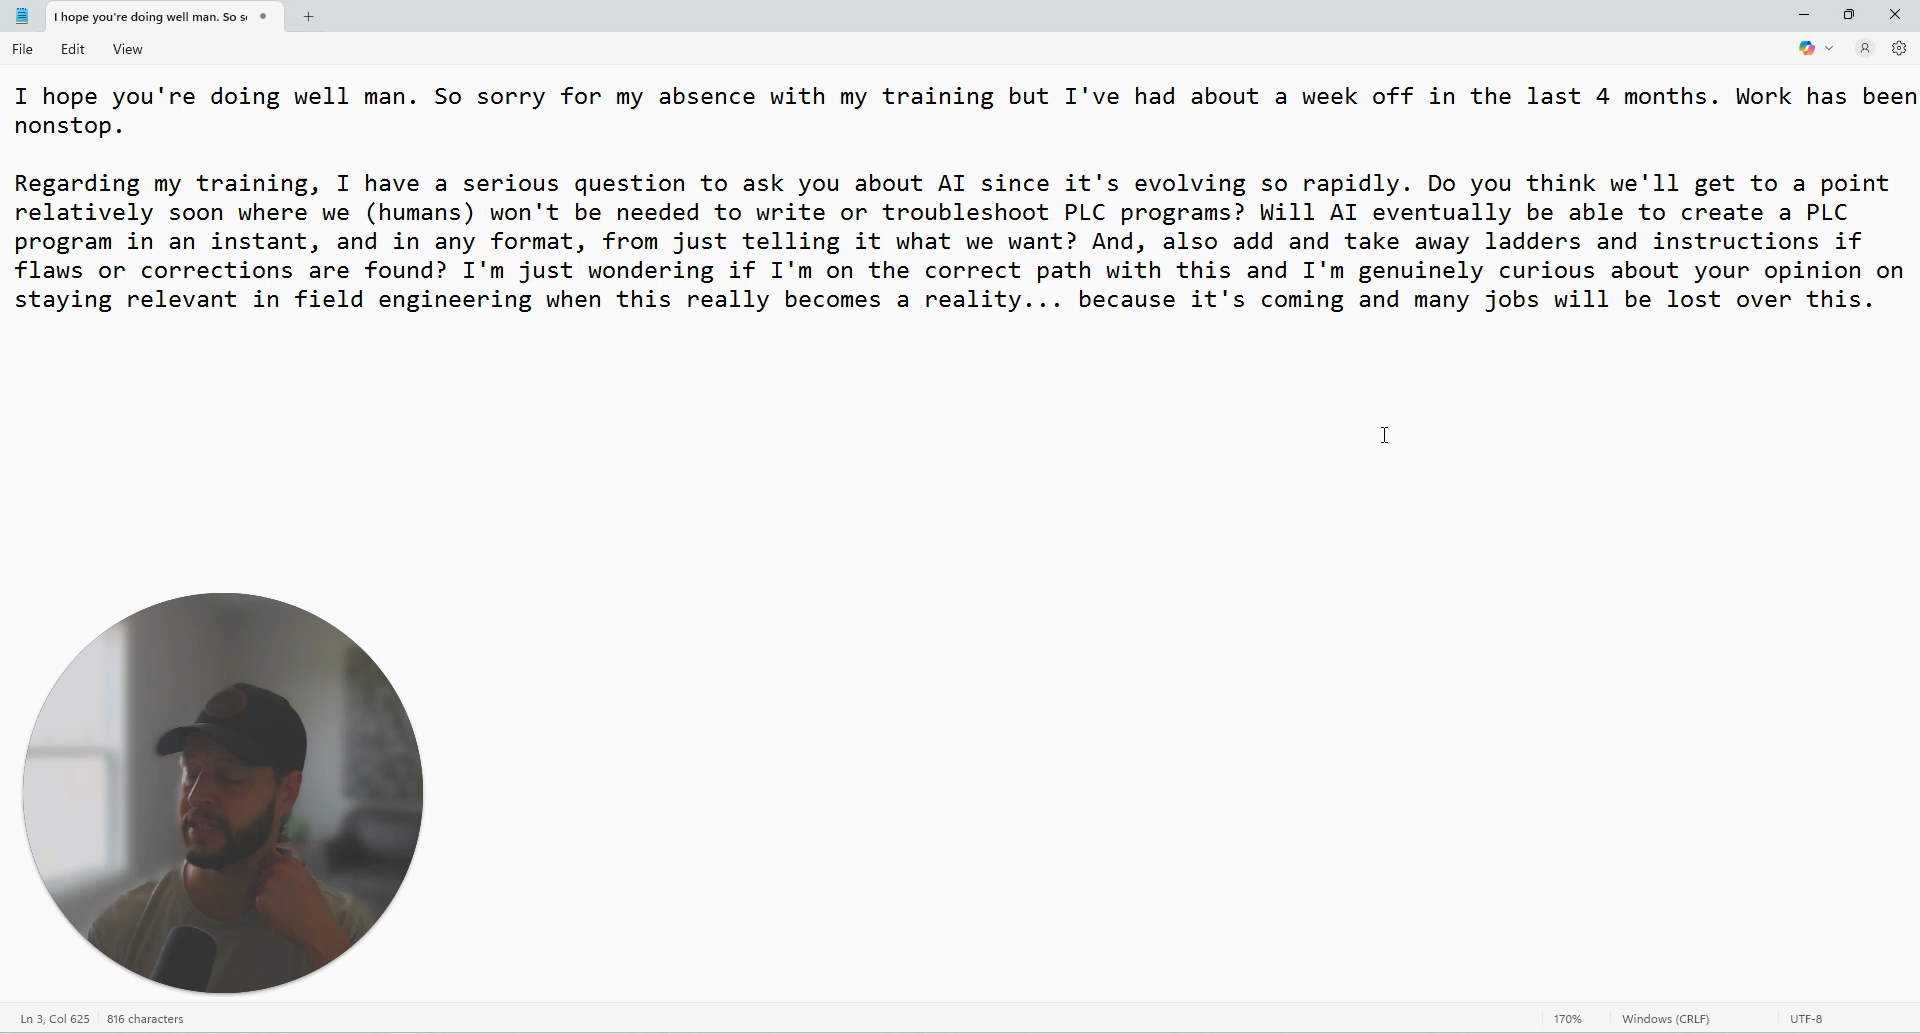 I hope you're doing well man. So s
File Edit View
I hope you're doing well man. So sorry for my absence with my training but I've had about a week off in the last 4 months. Work has been
nonstop.
Regarding my training, I have a serious question to ask you about AI since it's evolving so rapidly. Do you think we'll get to a point
relatively soon where we (humans) won't be needed to write or troubleshoot PLC programs? Will AI eventually be able to create a PLC
program in an instant, and in any format, from just telling it what we want? And, also add and take away ladders and instructions if
flaws or corrections are found? I'm just wondering if I'm on the correct path with this and I'm genuinely curious about your opinion on
staying relevant in field engineering when this really becomes a reality... because it's coming and many jobs will be lost over this.
Ln 3, Col 625 816 characters 170% Windows (CRLF) UTF-8